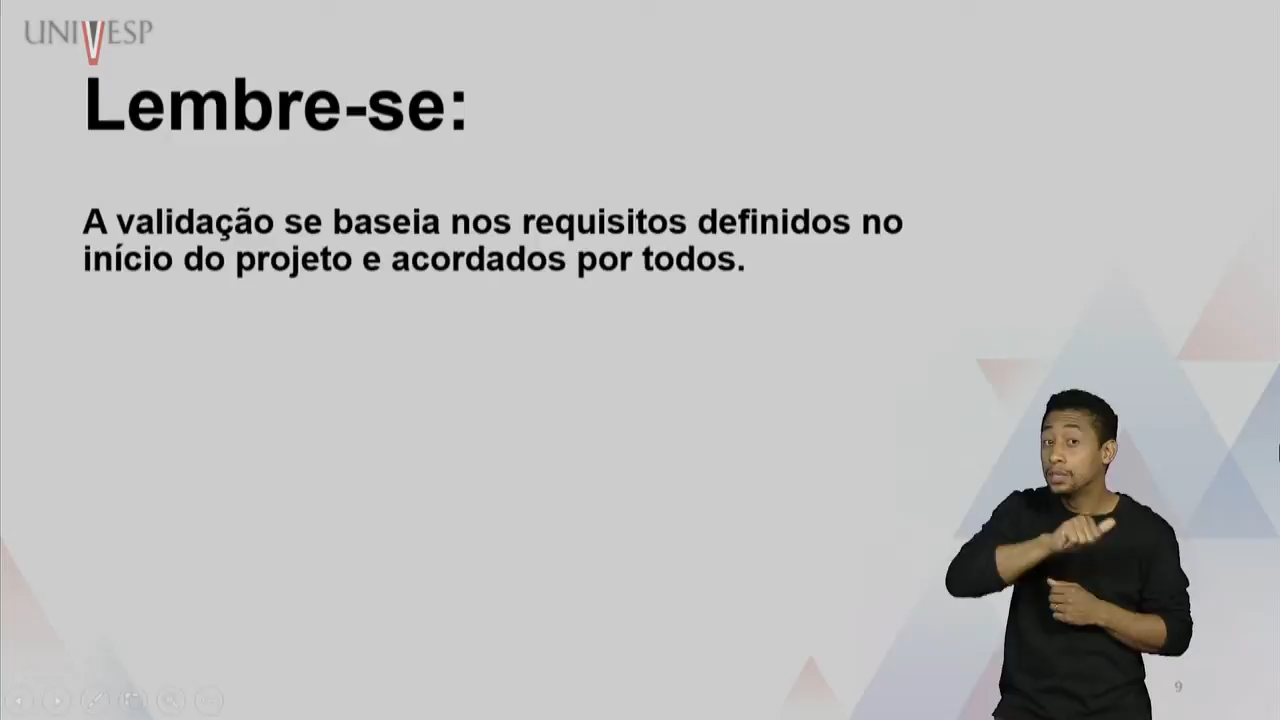 UNIVESP
Lembre-se:
A validação se baseia nos requisitos definidos no
início do projeto e acordados por todos.
9